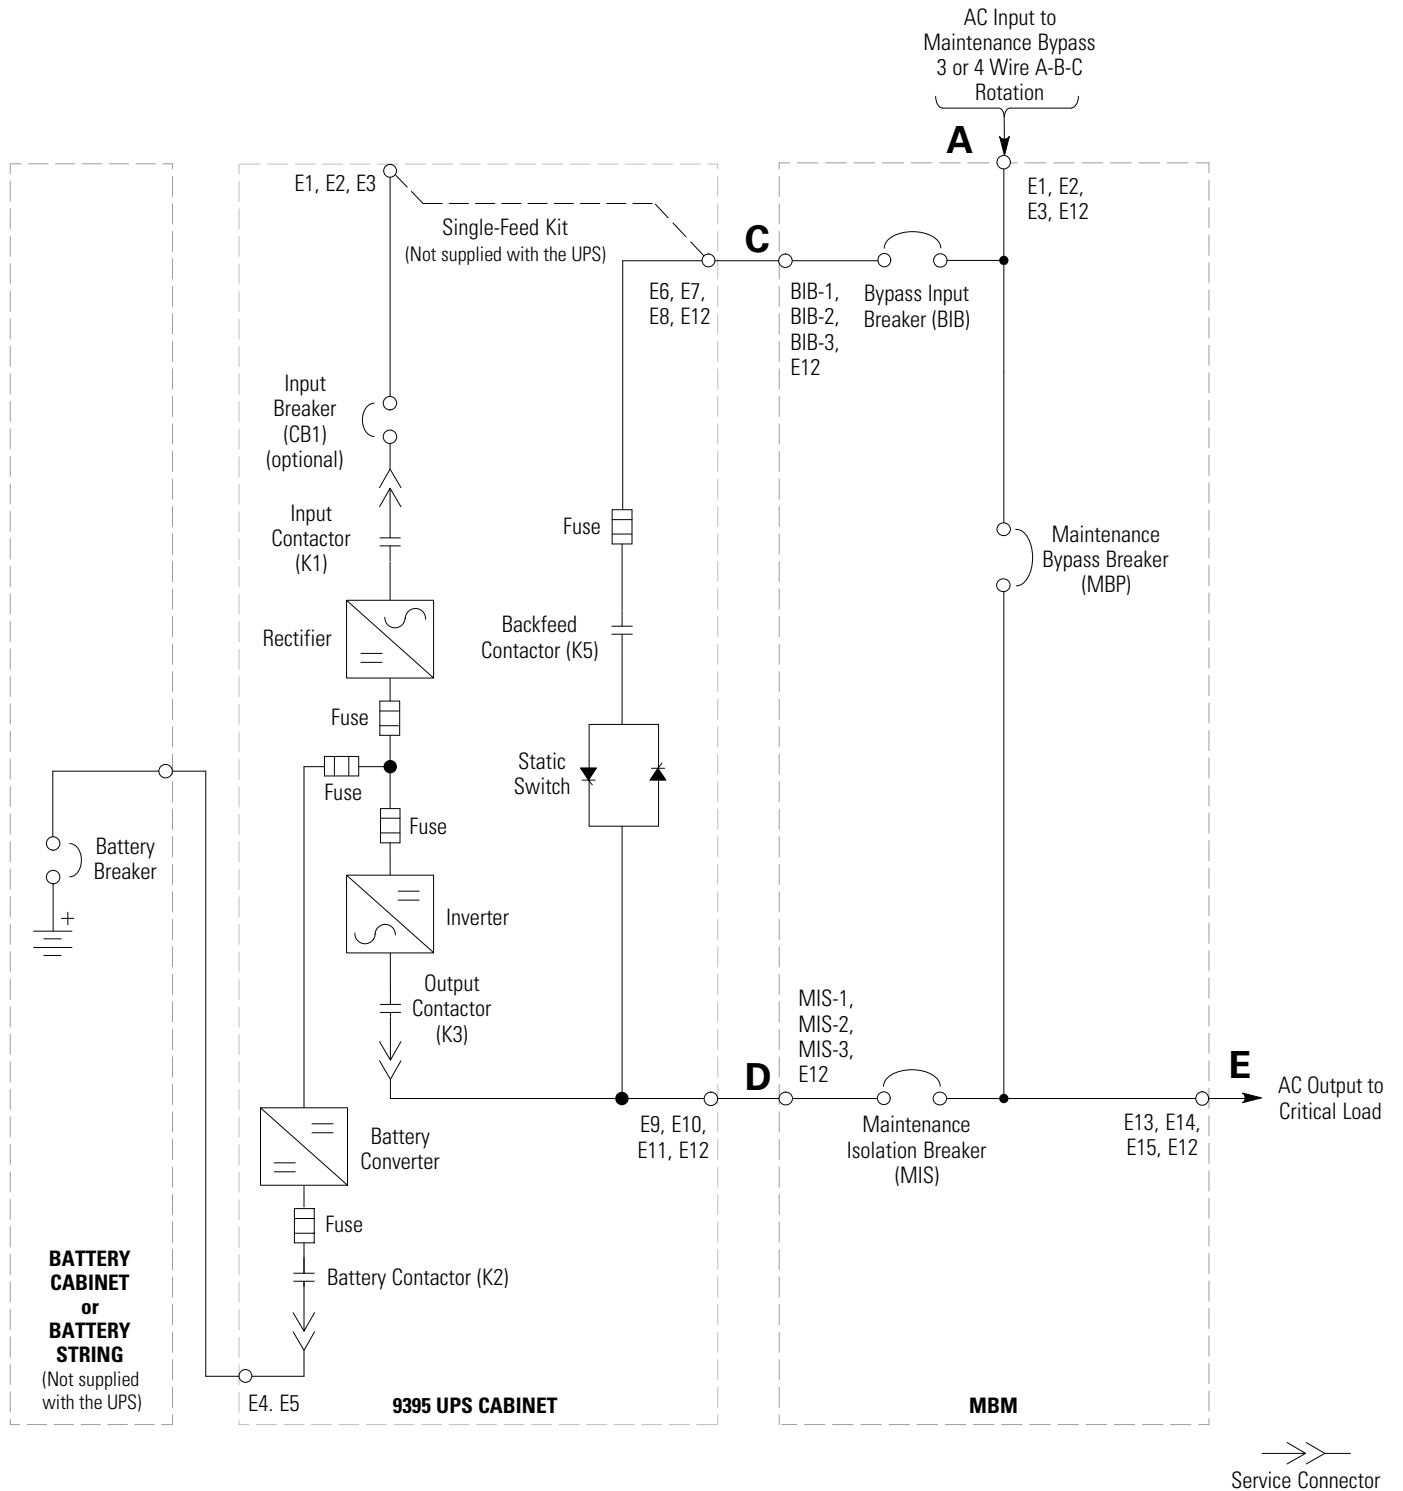 AC Input to
Maintenance Bypass
3 or 4 Wire A-B-C
Rotation
A
E1, E2, E3
E1, E2,
E3, E12
Single-Feed Kit
(Not supplied with the UPS)
C
E6, E7,
E8, E12
BIB-1,
BIB-2,
BIB-3,
E12
Bypass Input
Breaker (BIB)
Input
Breaker
(CB1)
(optional)
Input
Contactor
(K1)
Fuse
Maintenance
Bypass Breaker
(MBP)
Rectifier
Backfeed
Contactor (K5)
Fuse
Static
Switch
Fuse
Fuse
Battery
Breaker
+
Inverter
Output
Contactor
(K3)
MIS-1,
MIS-2,
MIS-3,
E12
D
E
AC Output to
Critical Load
E9, E10,
E11, E12
Maintenance
Isolation Breaker
(MIS)
E13, E14,
E15, E12
Battery
Converter
Fuse
Battery Contactor (K2)
BATTERY
CABINET
or
BATTERY
STRING
(Not supplied
with the UPS)
E4. E5
9395 UPS CABINET
MBM
Service Connector